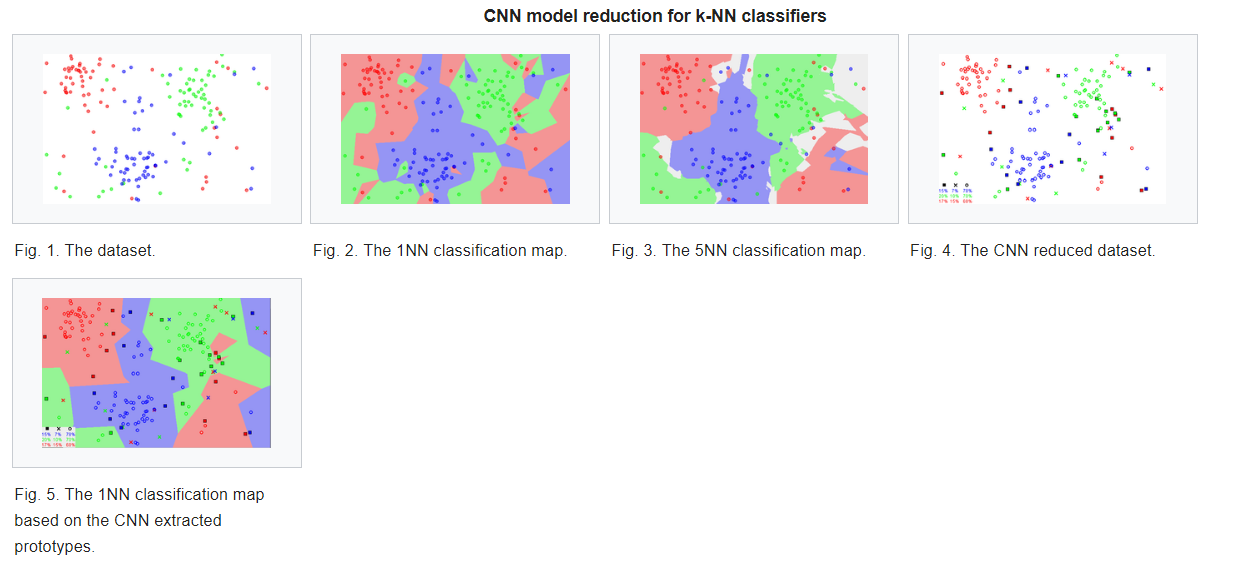 CNN model reduction for k-NN classifiers
Fig. 1. The dataset.
Fig. 2. The 1NN classification map.
Fig. 3. The 5NN classification map.
Fig. 4. The CNN reduced dataset.
Fig. 5. The 1NN classification map
based on the CNN extracted
prototypes.